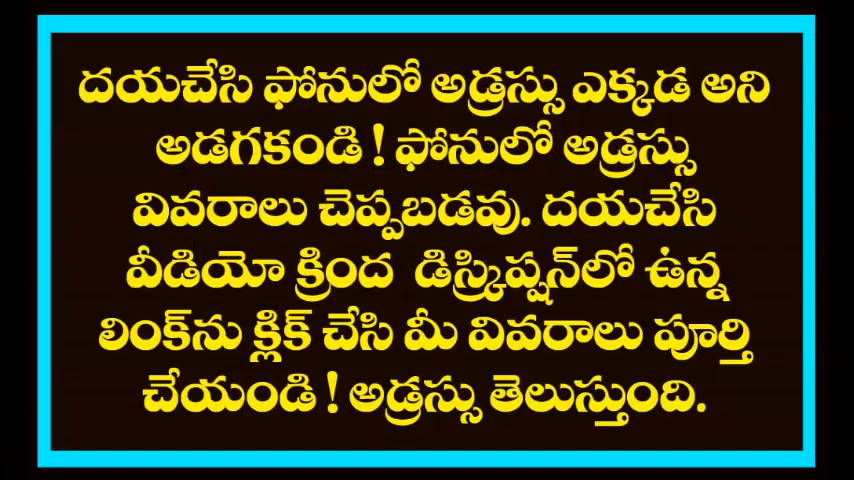 దయచేసి ఫోనులో అడ్రస్సు ఎక్కడ అని
అడగకండి ! ఫోనులో అడ్రస్సు
వివరాలు చెప్పబడవు. దయచేసి
వీడియో క్రింద డిస్క్రిప్షన్‌లో ఉన్న
లింక్‌ను క్లిక్ చేసి మీ వివరాలు పూర్తి
చేయండి ! అడ్రస్సు తెలుస్తుంది.